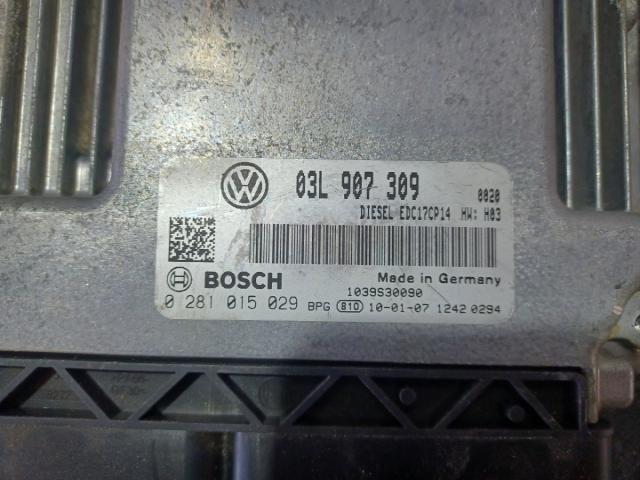 03L 907 309 0020
DIESEL EDC17CP14 HW: H03
BOSCH Made in Germany
1039S30090
0 281 015 029 BPG 810 10-01-07 1242 0294